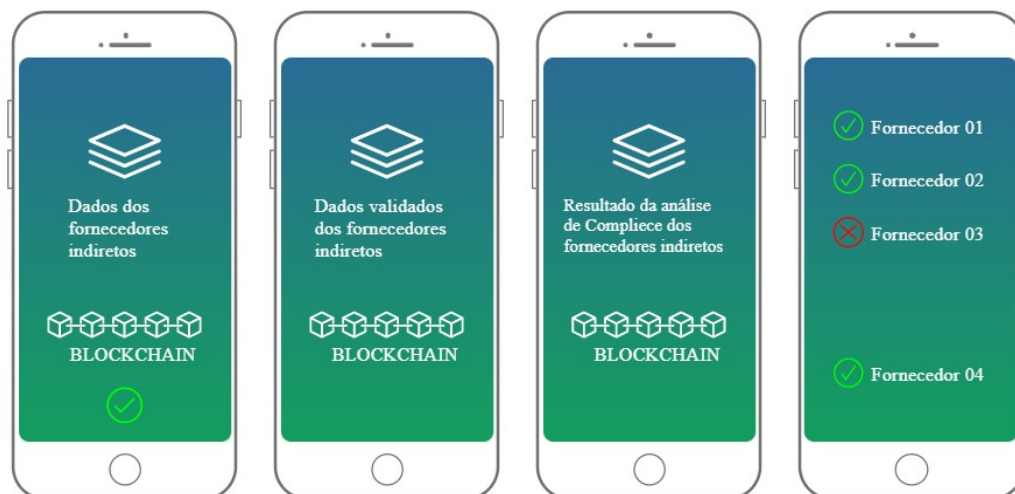 Dados dos
fornecedores
indiretos
BLOCKCHAIN
Dados validados
dos fornecedores
indiretos
BLOCKCHAIN
Resultado da análise
de Compliece dos
fornecedores indiretos
BLOCKCHAIN
Fornecedor 01
Fornecedor 02
Fornecedor 03
Fornecedor 04